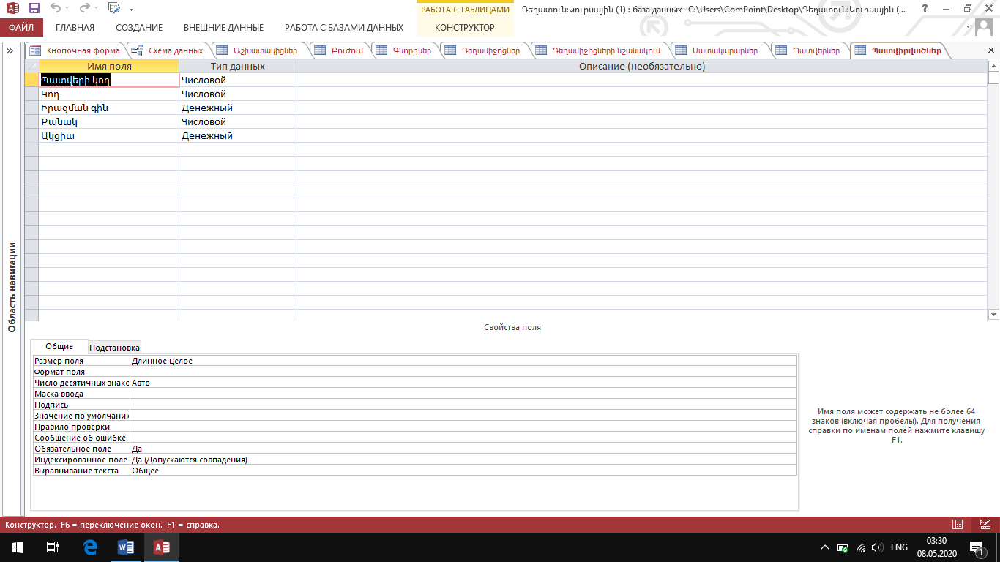 РАБОТА С ТАБЛИЦАМИ
Դեղատուն:Կուրսային (1) : база данных- C:\Users\ComPoint\Desktop\Դեղատուն:Կուրսային (...
ФАЙЛ ГЛАВНАЯ СОЗДАНИЕ ВНЕШНИЕ ДАННЫЕ РАБОТА С БАЗАМИ ДАННЫХ КОНСТРУКТОР
Кнопочная форма Схема данных Աշխատակիցներ Բուժում Գնորդներ Դեղամիջոցներ Դեղամիջոցների նշանակում Մատակարարներ Պատվերներ Պատվիրվածներ
Имя поля Тип данных Описание (необязательно)
Պատվերի կոդ Числовой
Կոդ Числовой
Իրացման գին Денежный
Քանակ Числовой
Ակցիա Денежный
Область навигации
Свойства поля
Общие Подстановка
Размер поля Длинное целое
Формат поля
Число десятичных знако Авто
Маска ввода
Подпись
Значение по умолчани
Правило проверки
Сообщение об ошибке
Обязательное поле Да
Индексированное поле Да (Допускаются совпадения)
Выравнивание текста Общее
Имя поля может содержать не более 64
знаков (включая пробелы). Для получения
справки по именам полей нажмите клавишу
F1.
Конструктор. F6 = переключение окон. F1 = справка.
ENG
03:30
08.05.2020
1